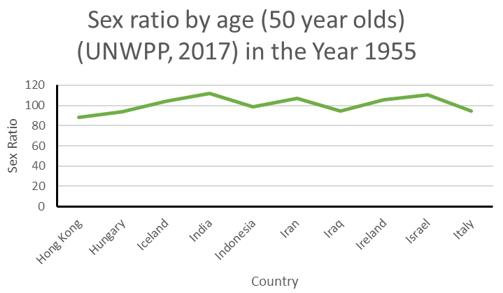 Sex ratio by age (50 year olds)
(UNWPP, 2017) in the Year 1955
120
100
80
60
40
20
0
Sex Ratio
Hong Kong
Hungary
Iceland
India
Indonesia
Iran
Iraq
Ireland
Israel
Italy
Country